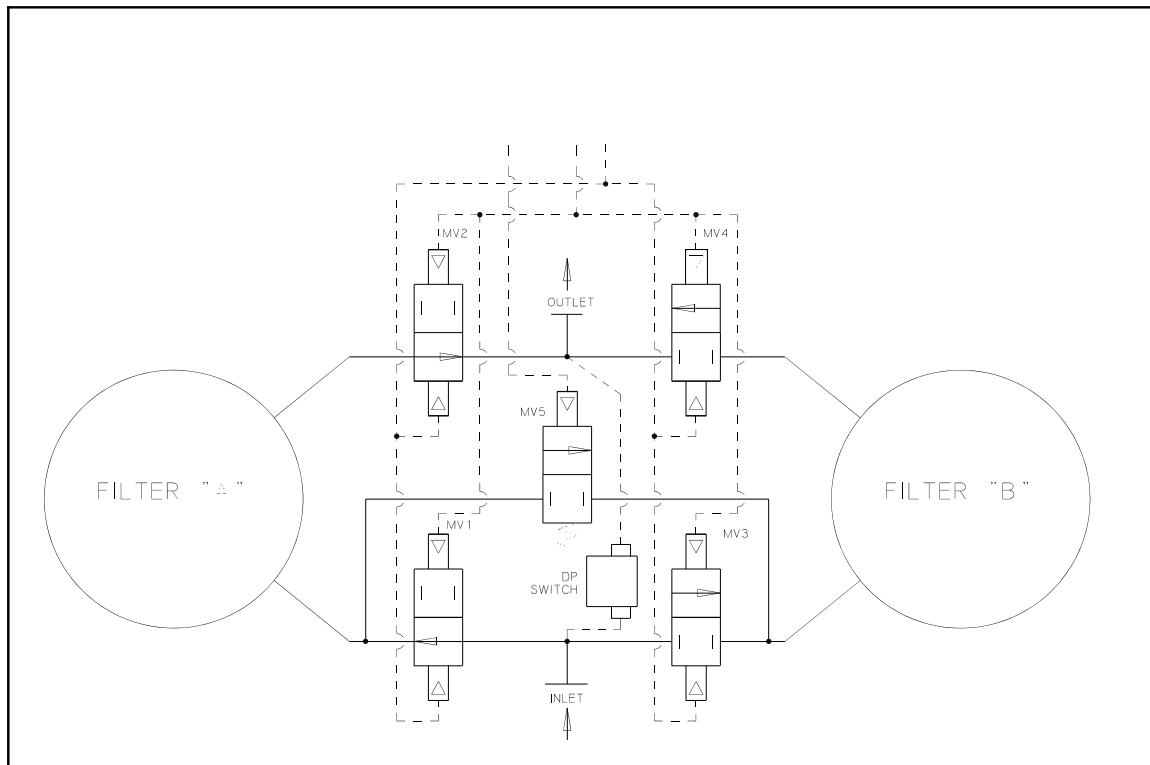 MV2
MV4
OUTLET
MV5
FILTER "A"
FILTER "B"
MV1
MV3
DP
SWITCH
INLET